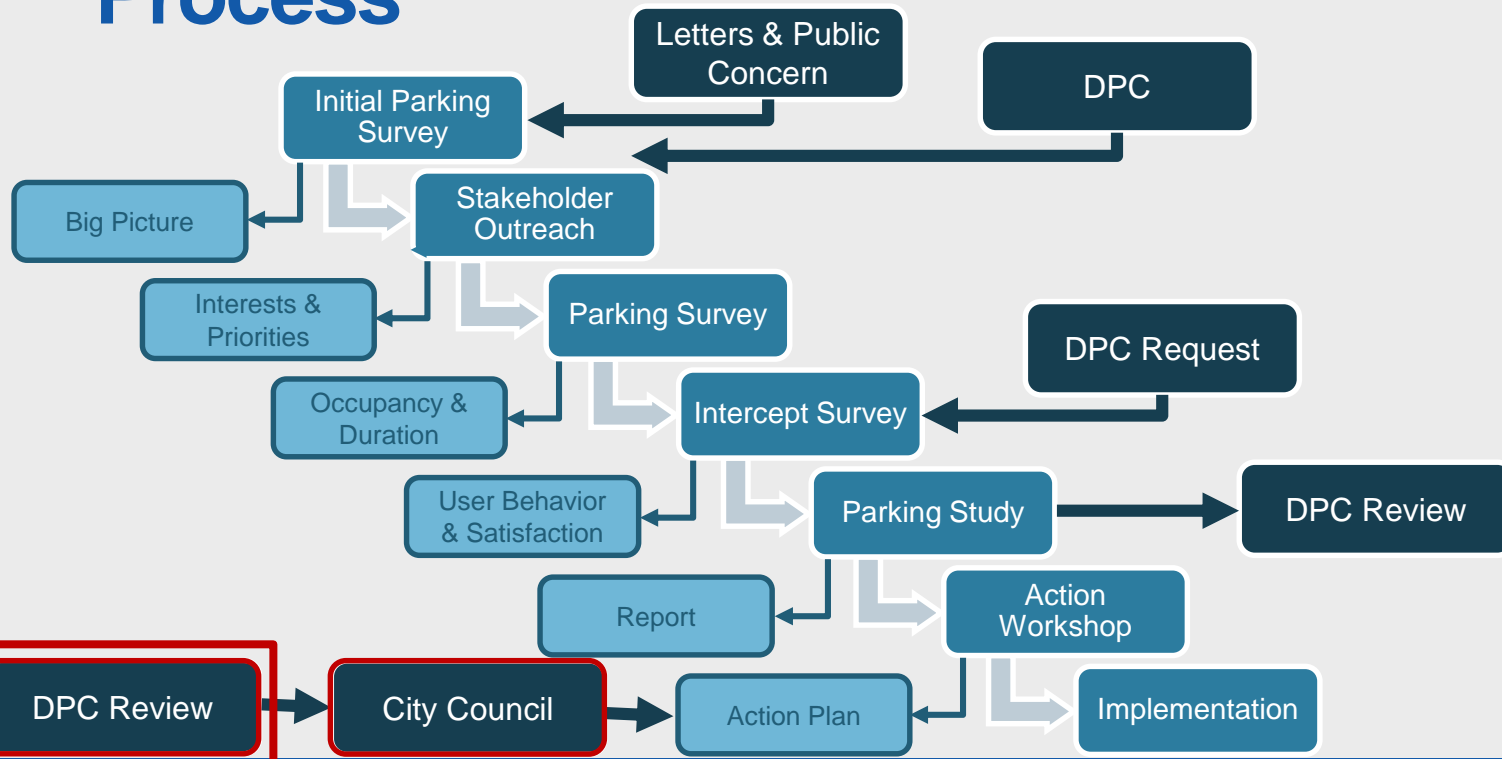 Process
Letters & Public
Concern
DPC
Initial Parking
Survey
Big Picture
Stakeholder
Outreach
Interests &
Priorities
Parking Survey
DPC Request
Occupancy &
Duration
Intercept Survey
User Behavior
& Satisfaction
Parking Study
DPC Review
Report
Action
Workshop
DPC Review
City Council
Action Plan
Implementation